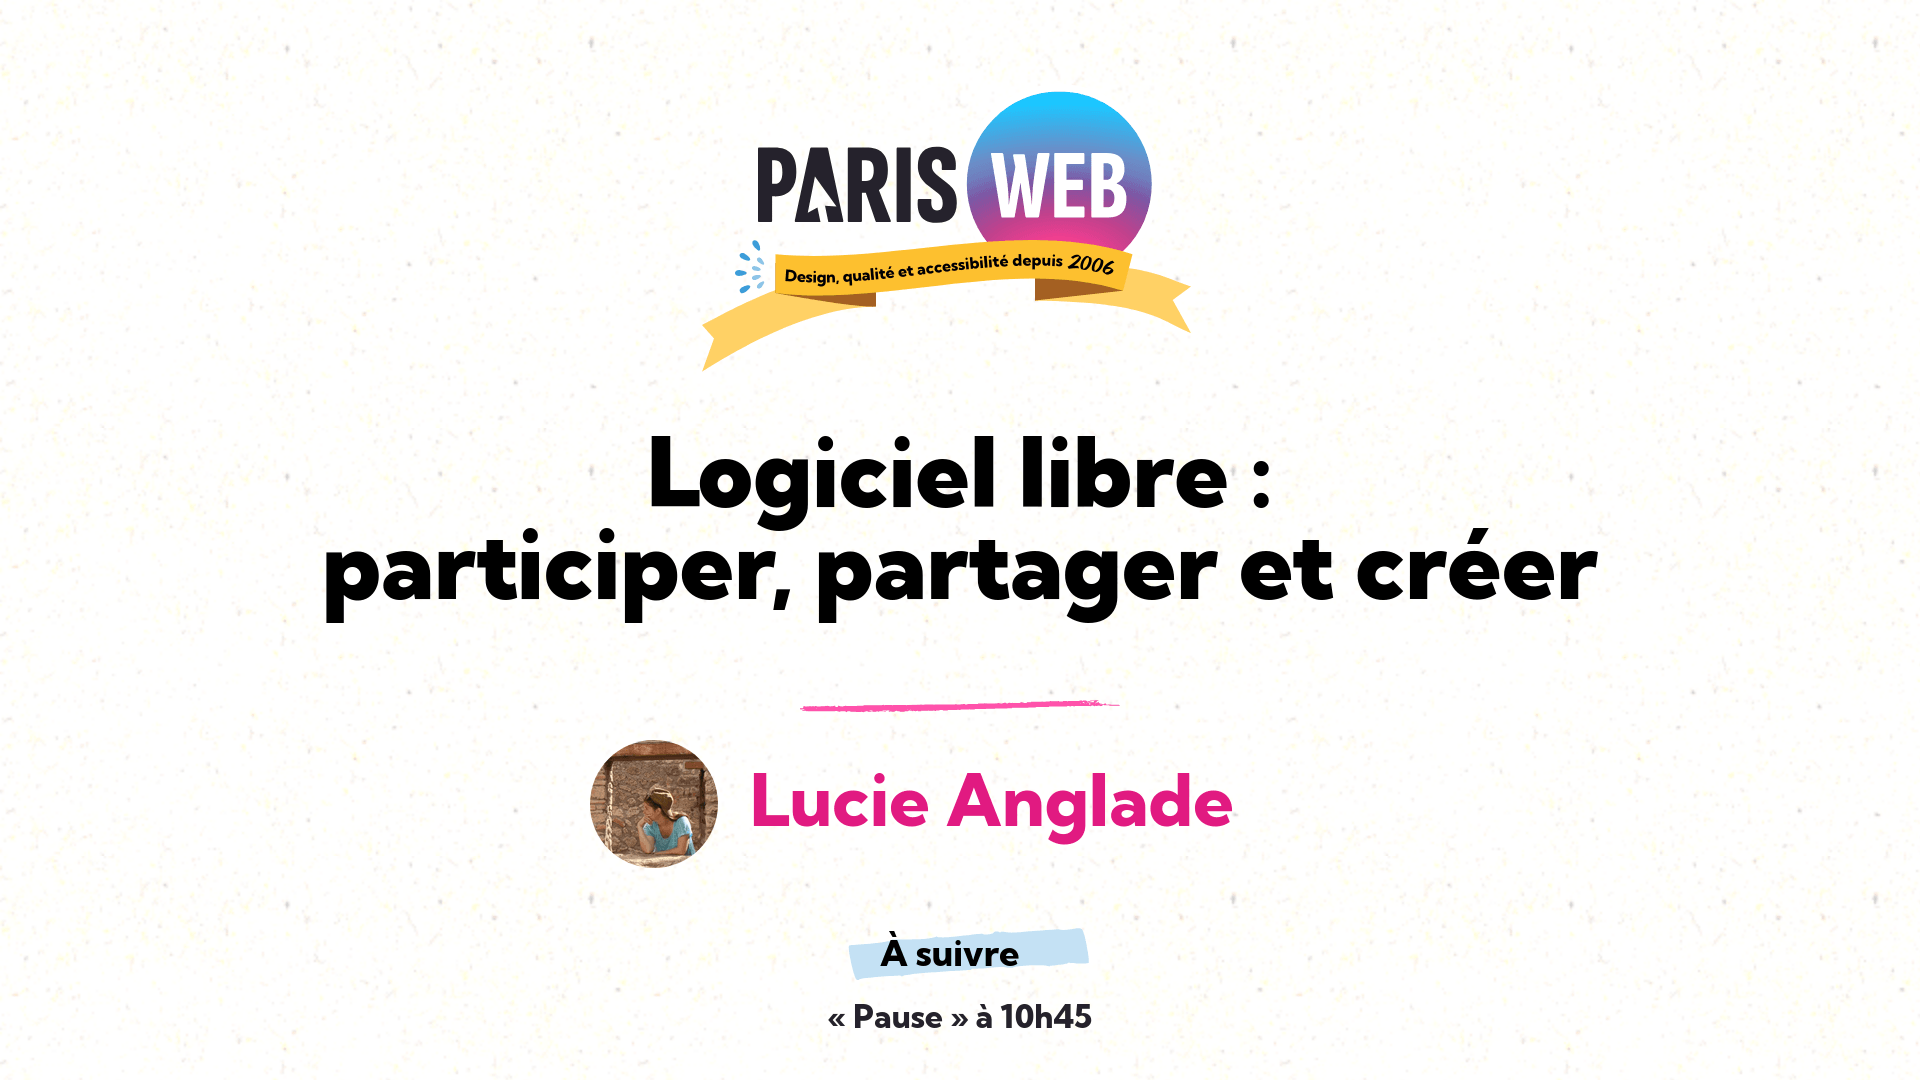 PARIS WEB
Design, qualité et accessibilité depuis 2006
Logiciel libre :
participer, partager et créer
Lucie Anglade
À suivre
« Pause » à 10h45